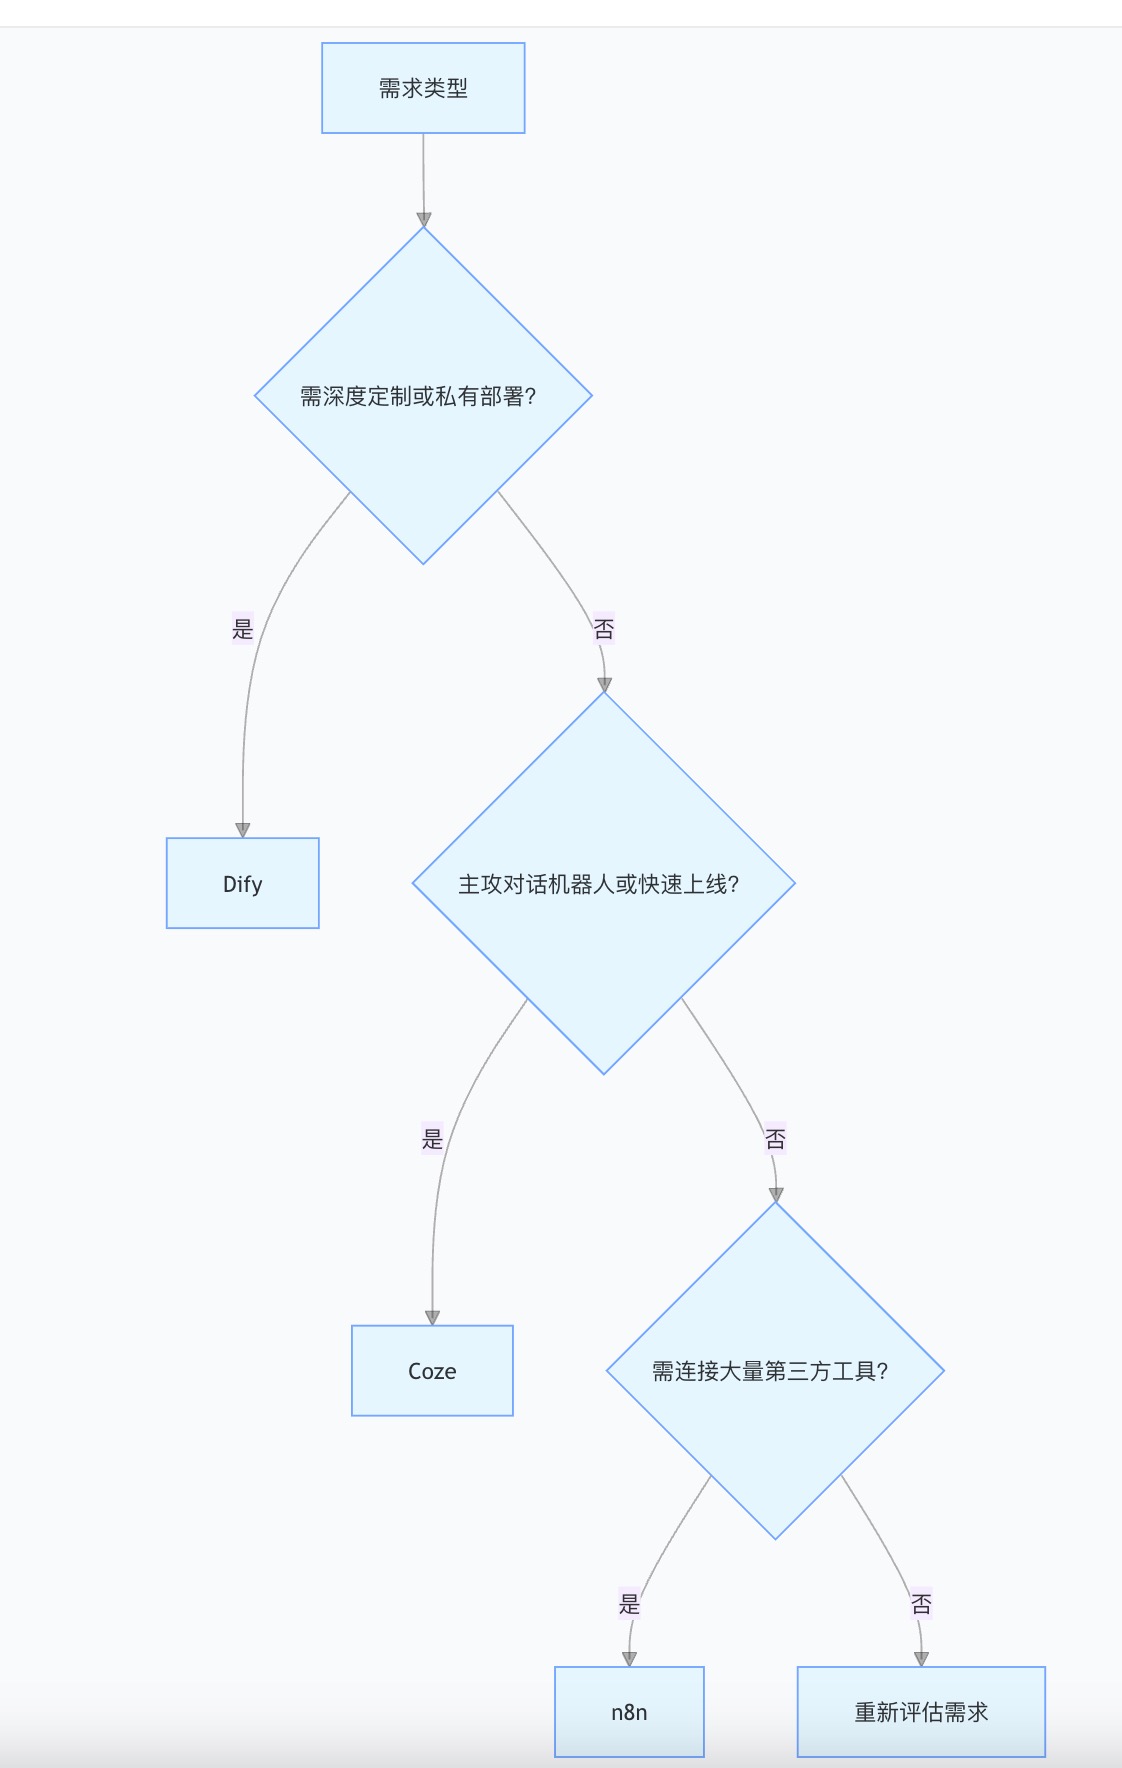 需求类型
需深度定制或私有部署?
是
否
Dify
主攻对话机器人或快速上线?
是
否
Coze
需连接大量第三方工具?
是
否
n8n
重新评估需求